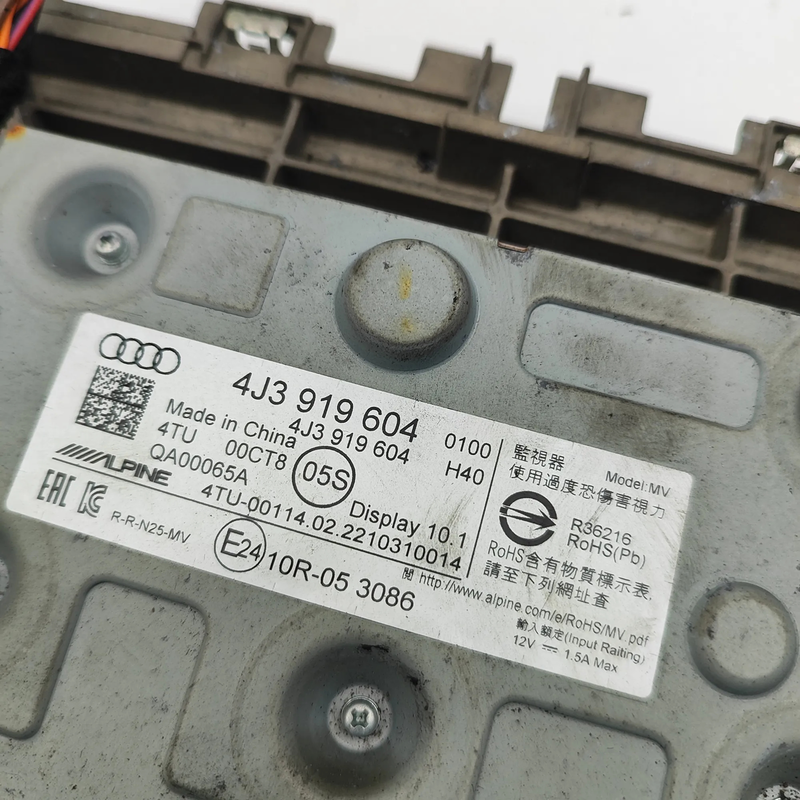 4J3 919 604 0100
Made in China 4J3 919 604 H40
4TU 00CT8 05S
QA00065A
ALPINE Display 10.1
4TU-00114.02.2210310014
EAC KC R-R-N25-MV
E24 10R-05 3086
監視器 Model:MV
使用過度恐傷害視力
R36216
RoHS(Pb)
RoHS含有物質標示表,
請至下列網址查
閱 http://www.alpine.com/e/RoHS/MV.pdf
輸入額定(Input Raiting)
12V 1.5A Max